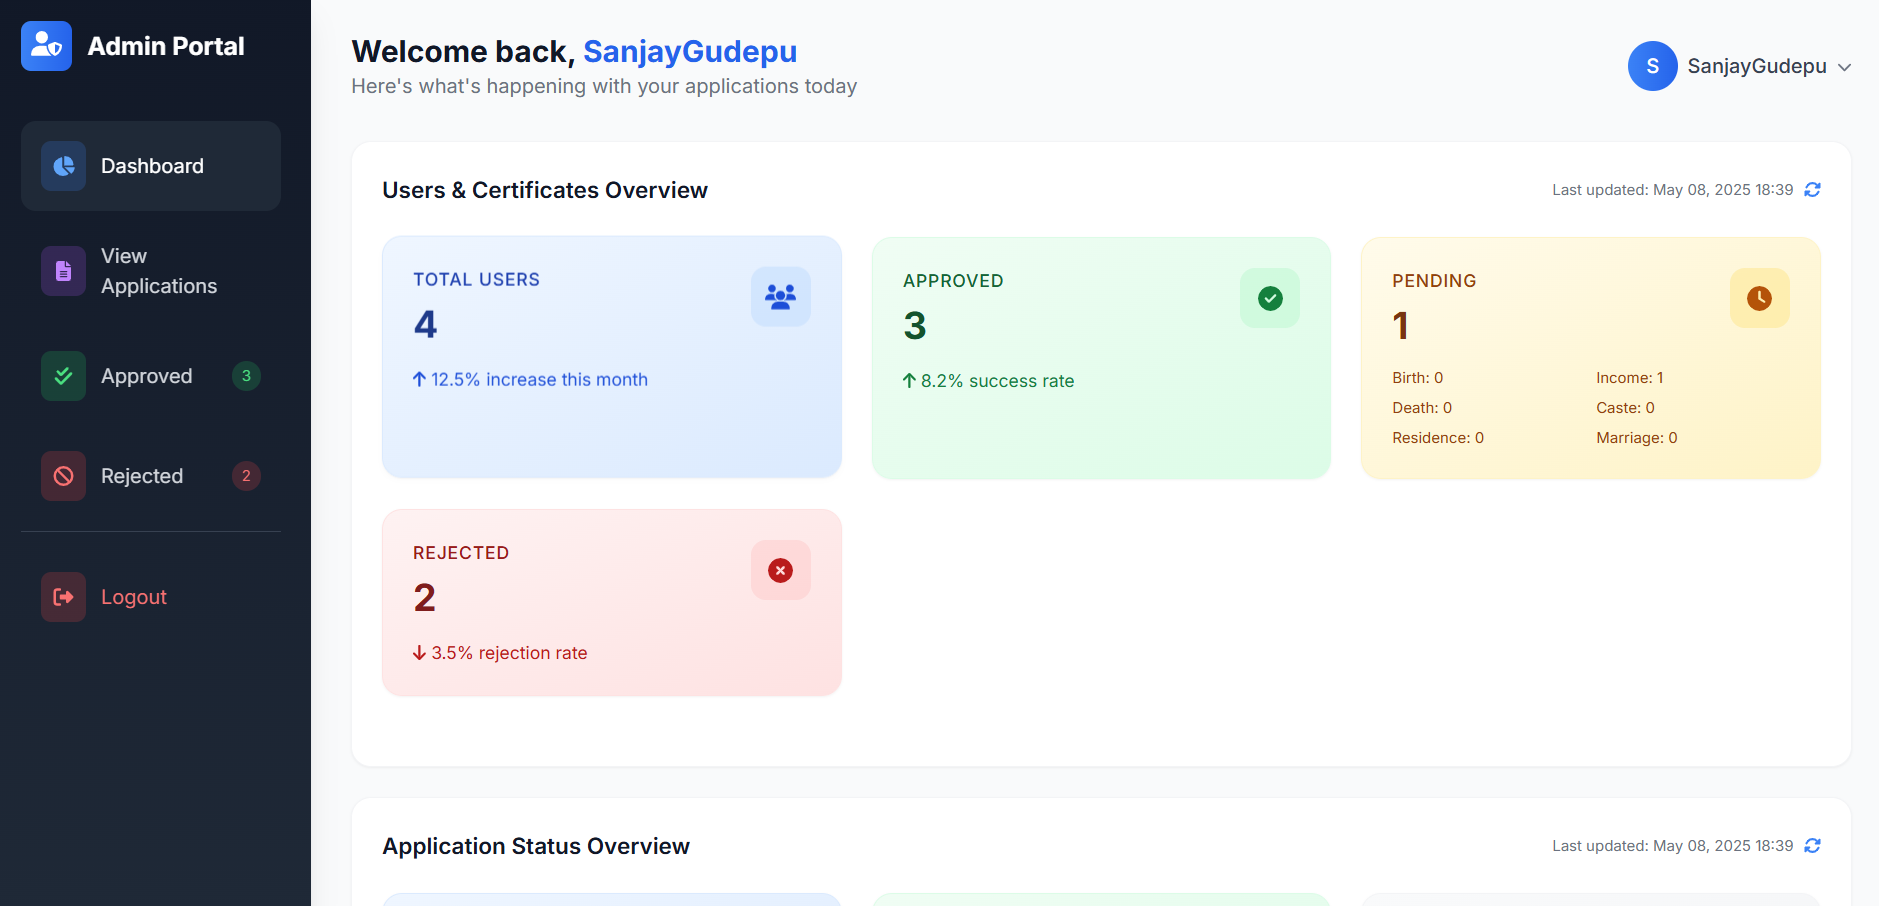 Admin Portal
Dashboard
View
Applications
Approved 3
Rejected 2
Logout
Welcome back, SanjayGudepu
Here's what's happening with your applications today
S SanjayGudepu
Users & Certificates Overview
Last updated: May 08, 2025 18:39
TOTAL USERS
4
12.5% increase this month
APPROVED
3
8.2% success rate
PENDING
1
Birth: 0 Income: 1
Death: 0 Caste: 0
Residence: 0 Marriage: 0
REJECTED
2
3.5% rejection rate
Application Status Overview
Last updated: May 08, 2025 18:39